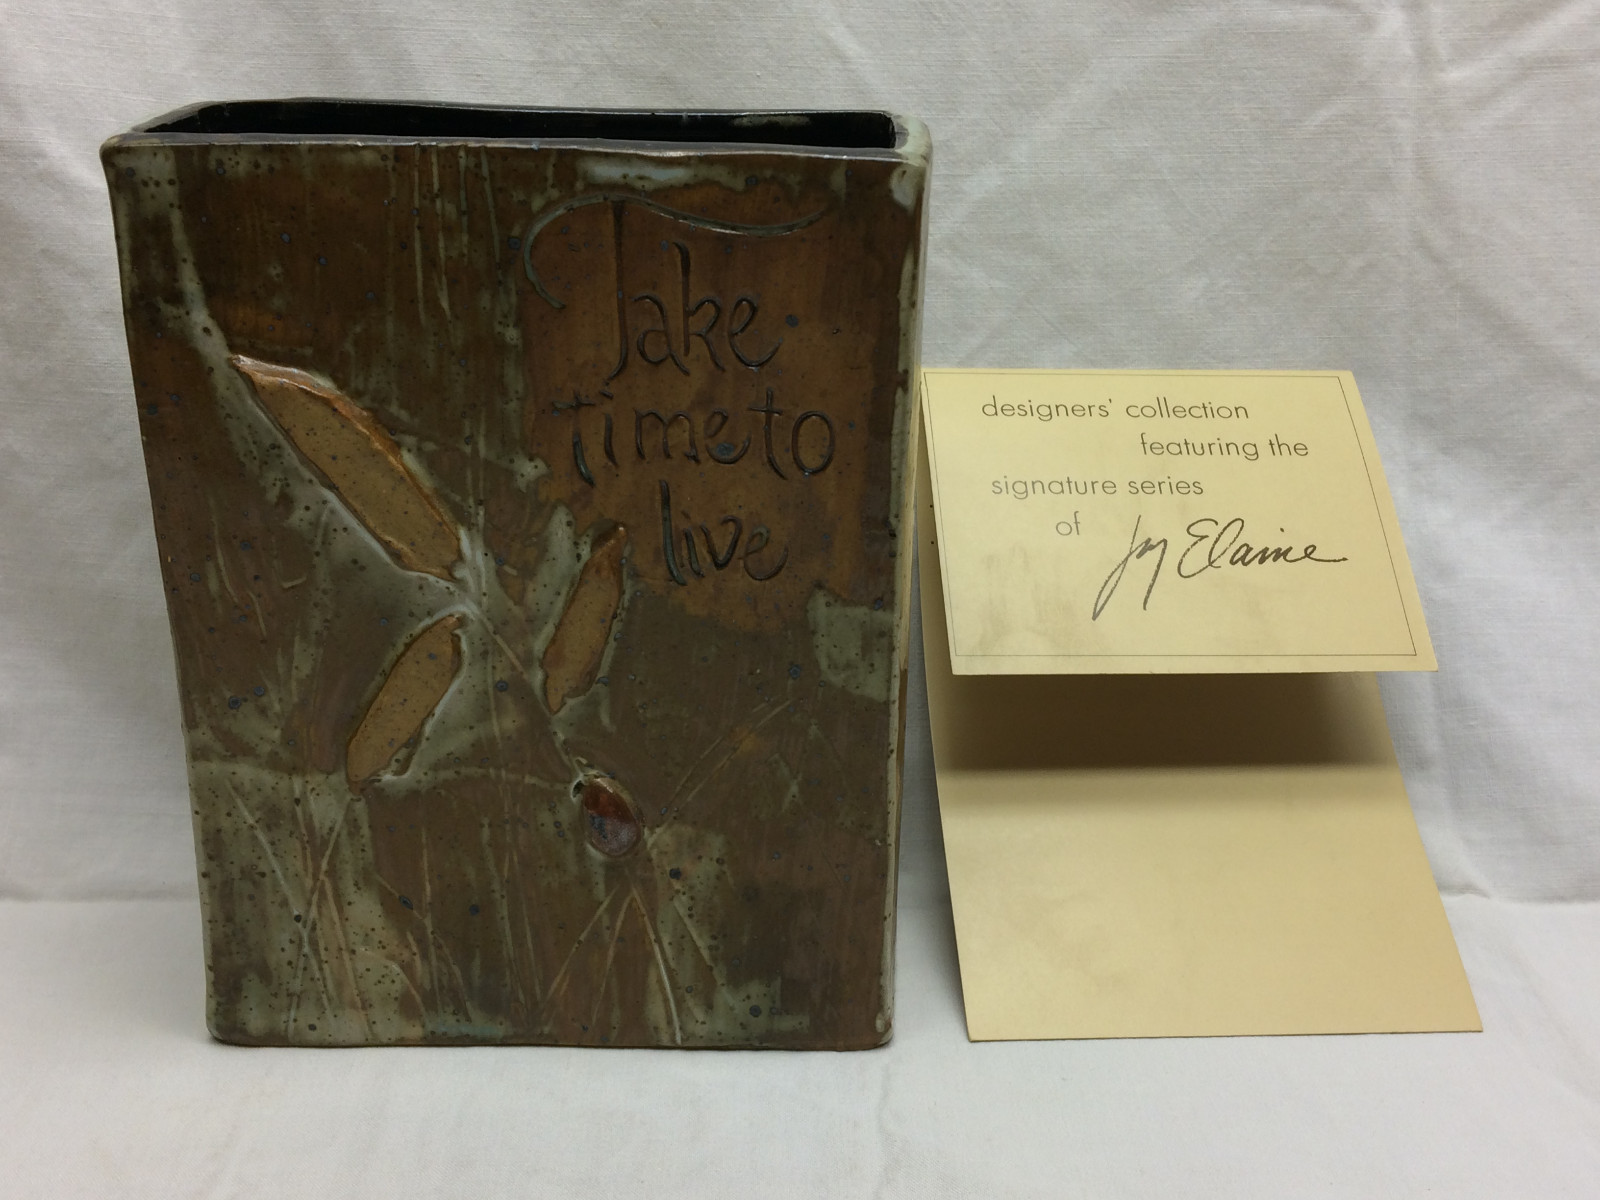 Take
time to
live
designers' collection
featuring the
signature series
of Joy Elaine